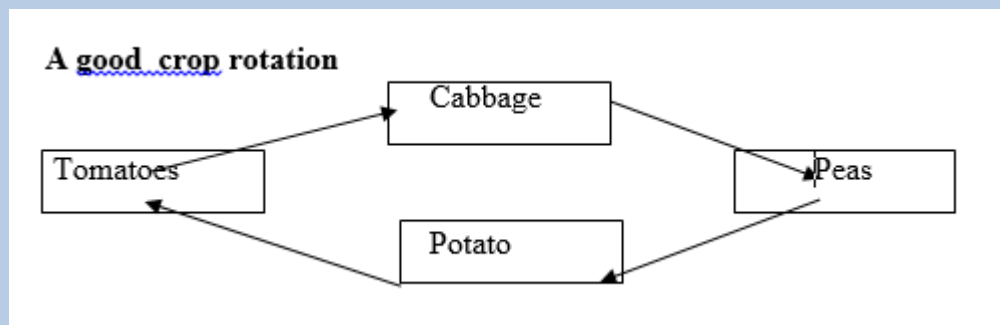 A good crop rotation
Cabbage
Tomatoes
Peas
Potato